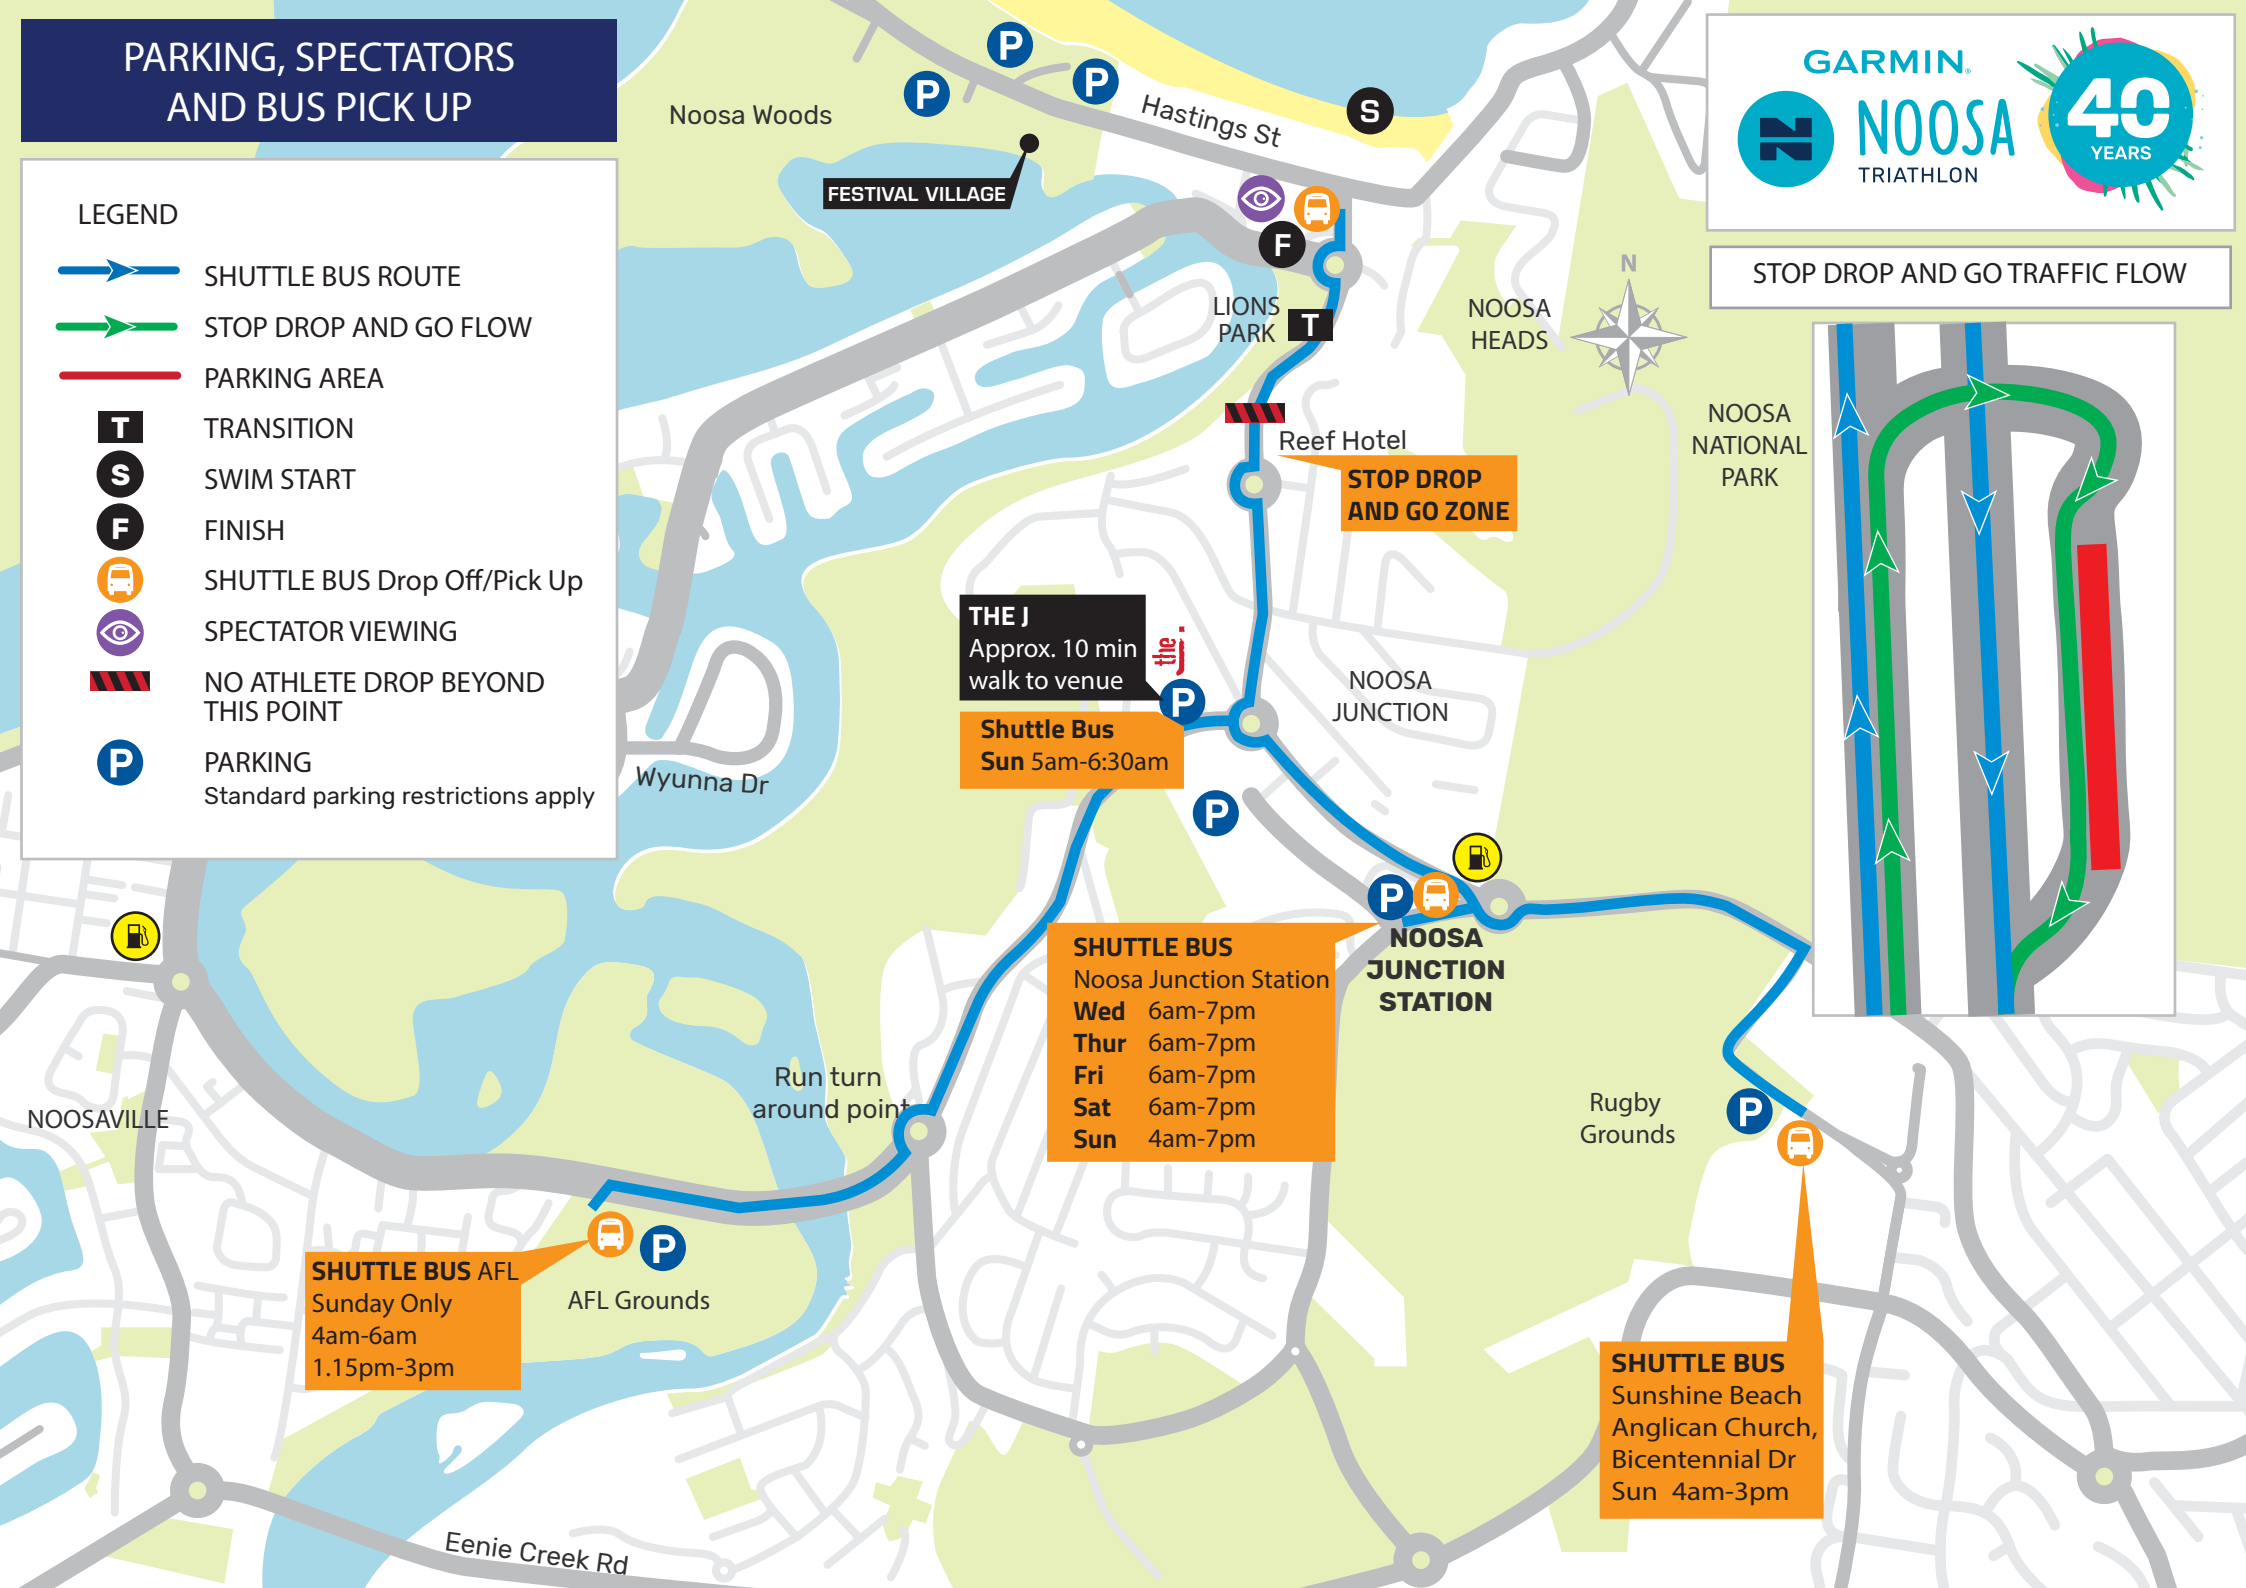 PARKING, SPECTATORS
AND BUS PICK UP
LEGEND
SHUTTLE BUS ROUTE
STOP DROP AND GO FLOW
PARKING AREA
T TRANSITION
S SWIM START
F FINISH
SHUTTLE BUS Drop Off/Pick Up
SPECTATOR VIEWING
NO ATHLETE DROP BEYOND
THIS POINT
P PARKING
Standard parking restrictions apply
GARMIN.
N NOOSA
TRIATHLON
40
YEARS
STOP DROP AND GO TRAFFIC FLOW
P
P
P
Noosa Woods
Hastings St
S
FESTIVAL VILLAGE
F
LIONS
PARK
T
NOOSA
HEADS
N
NOOSA
NATIONAL
PARK
Reef Hotel
STOP DROP
AND GO ZONE
THE J
Approx. 10 min
walk to venue
the j.
P
Shuttle Bus
Sun 5am-6:30am
NOOSA
JUNCTION
Wyunna Dr
P
P
NOOSA
JUNCTION
STATION
SHUTTLE BUS
Noosa Junction Station
Wed 6am-7pm
Thur 6am-7pm
Fri 6am-7pm
Sat 6am-7pm
Sun 4am-7pm
Run turn
around point
NOOSAVILLE
Rugby
Grounds
P
SHUTTLE BUS AFL
Sunday Only
4am-6am
1.15pm-3pm
P
AFL Grounds
SHUTTLE BUS
Sunshine Beach
Anglican Church,
Bicentennial Dr
Sun 4am-3pm
Eenie Creek Rd